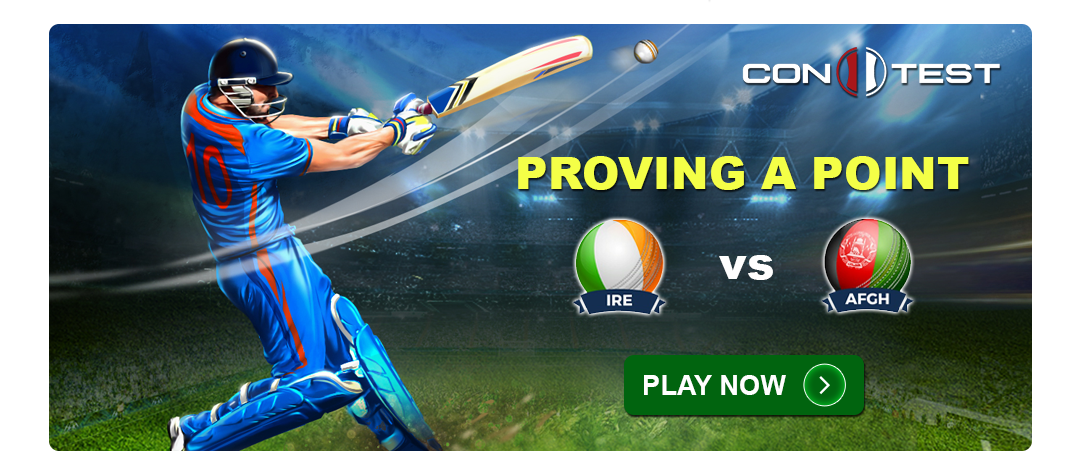 CON TEST
PROVING A POINT
IRE
vs
AFGH
PLAY NOW
10